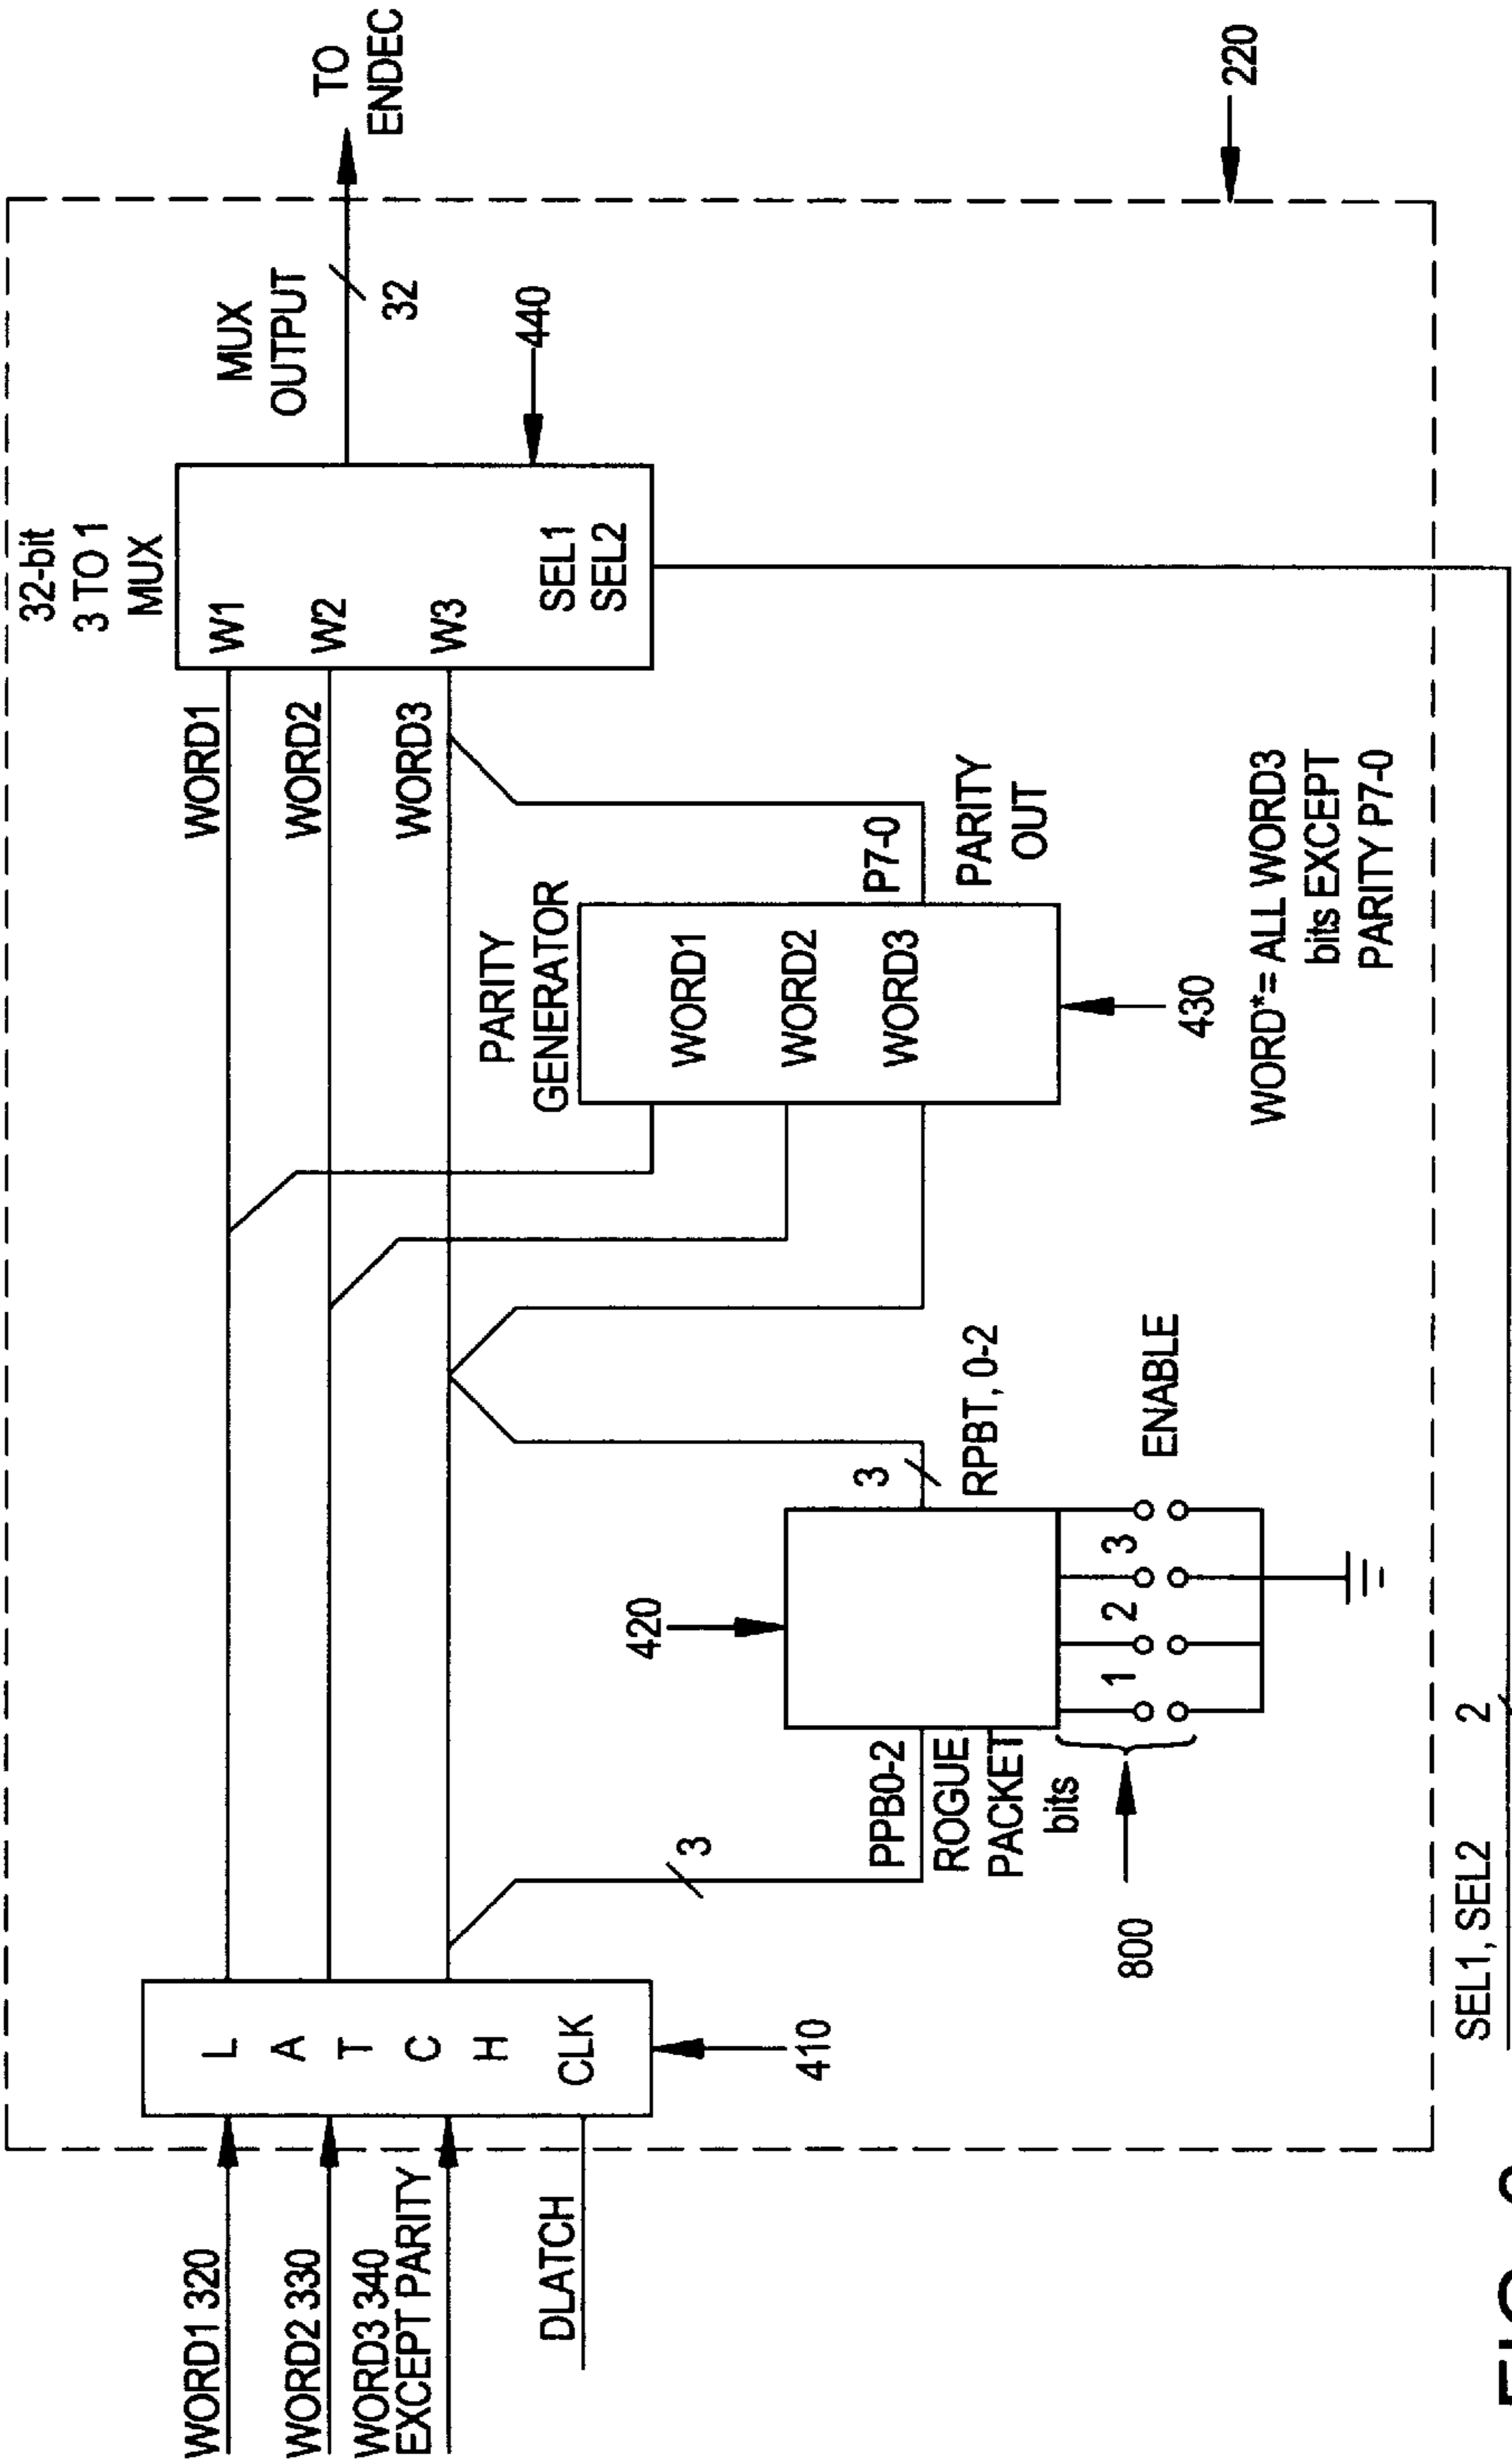 32-bit
3 TO 1
MUX
MUX
OUTPUT
TO
ENDEC
WORD1 320
WORD2 330
WORD3 340
EXCEPT PARITY
DLATCH
L
A
T
C
H
CLK
410
WORD1
WORD2
WORD3
W1
W2
W3
SEL1
SEL2
32
440
PARITY
GENERATOR
WORD1
WORD2
WORD3
P7-0
PARITY
OUT
430
3
PPB0-2
ROGUE
PACKET
bits
420
3
RPBT, 0-2
1
2
3
ENABLE
800
WORD*= ALL WORD3
bits EXCEPT
PARITY P7-0
220
SEL1, SEL2
2